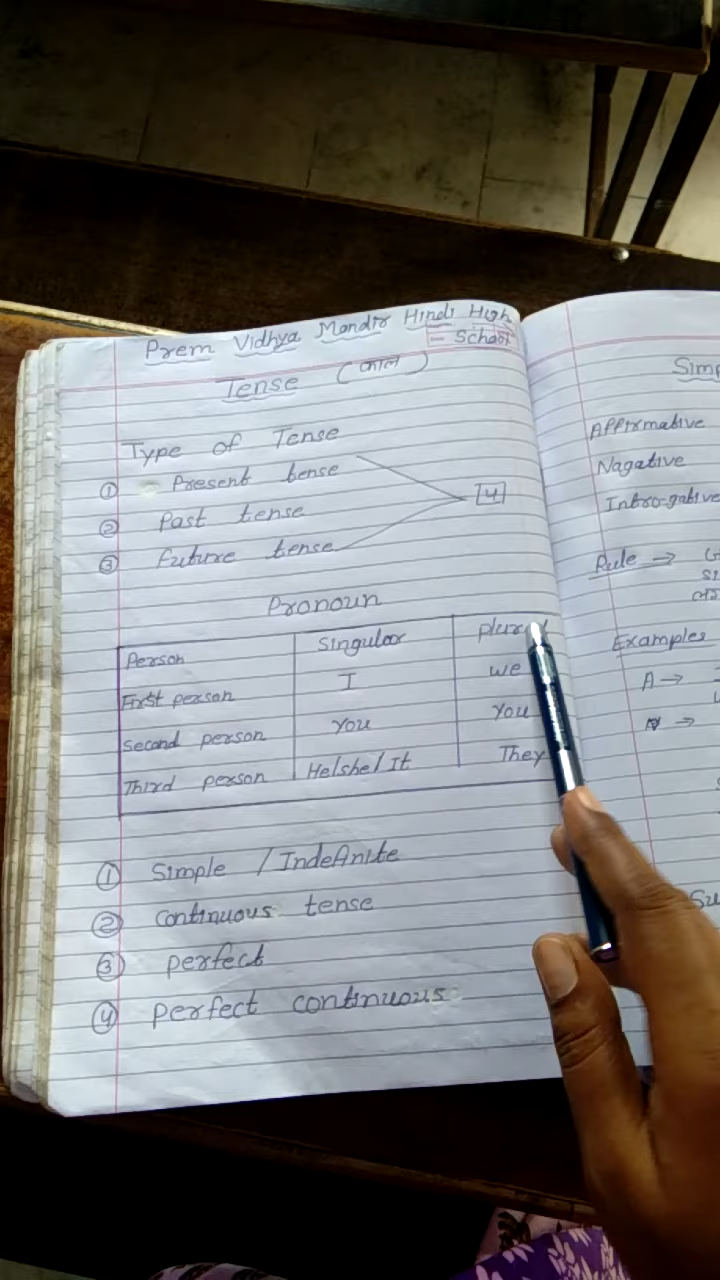 Prem Vidhya Mandir Hindi High
- School
Tense (काल)
Type of Tense
① Present tense
② Past tense
③ Future tense
4
Pronoun
Person Singular Plural
First person I we
Second person You You
Third person He/she/It They
① Simple / Indefinite
② Continuous tense
③ perfect
④ perfect continuous
Affirmative
Nagative
Intro-gative
Rule →
Examples
A →
N →